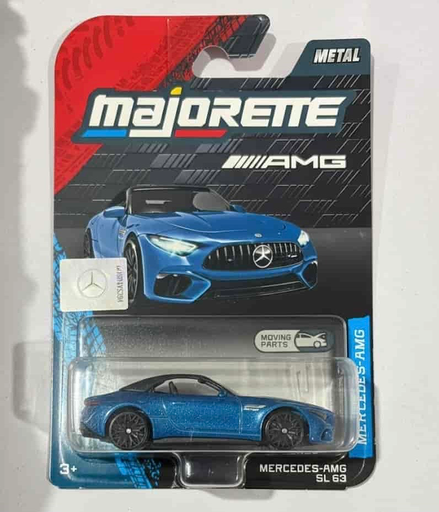 METAL
majORETTE
AMG
MOVING
PARTS
MERCEDES-AMG
3+
MERCEDES-AMG
SL 63